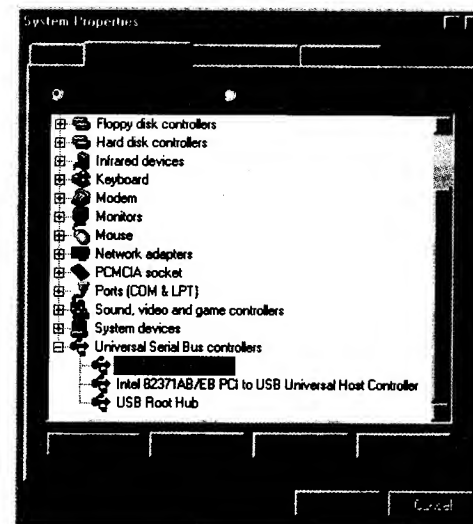 System Properties
Floppy disk controllers
Hard disk controllers
Infrared devices
Keyboard
Modem
Monitors
Mouse
Network adapters
PCMCIA socket
Ports (COM & LPT)
Sound, video and game controllers
System devices
Universal Serial Bus controllers
Intel 82371AB/EB PCI to USB Universal Host Controller
USB Root Hub
Cancel